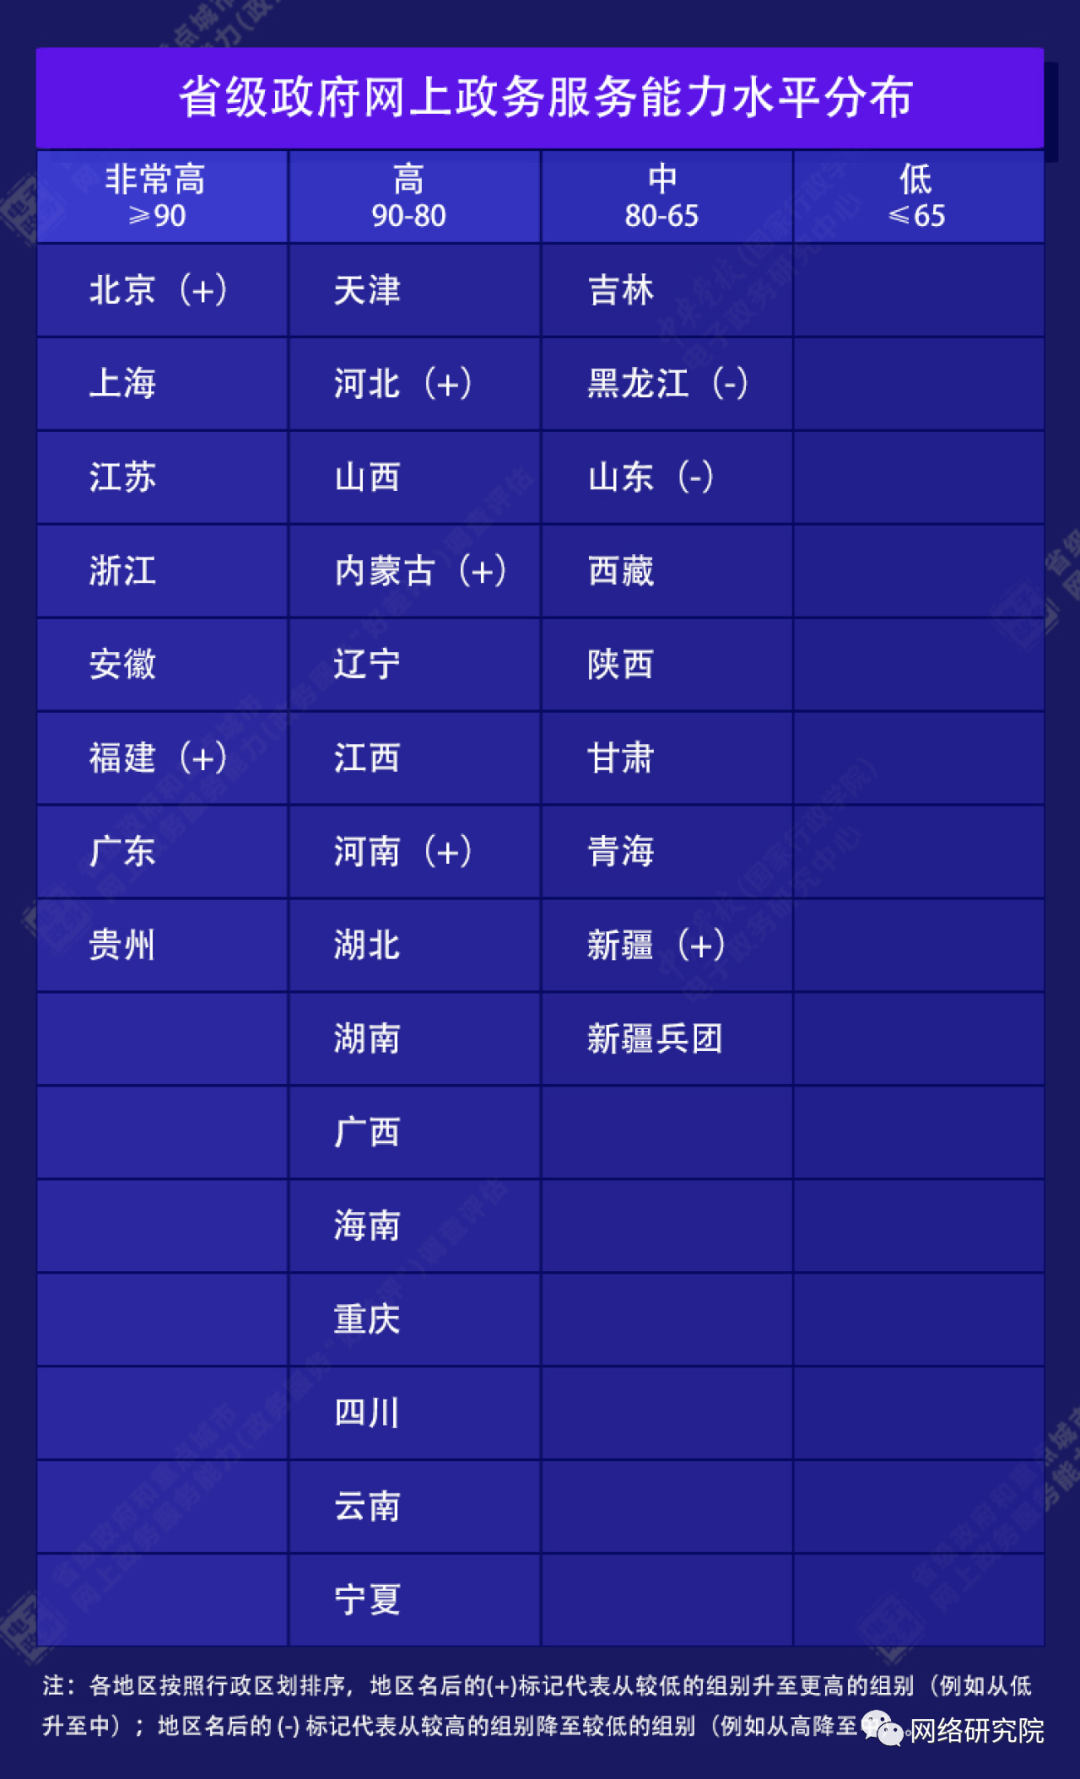 省级政府网上政务服务能力水平分布
非常高 高 中 低
≥90 90-80 80-65 ≤65
北京（+） 天津 吉林
上海 河北（+） 黑龙江（-）
江苏 山西 山东（-）
浙江 内蒙古（+） 西藏
安徽 辽宁 陕西
福建（+） 江西 甘肃
广东 河南（+） 青海
贵州 湖北 新疆（+）
湖南 新疆兵团
广西
海南
重庆
四川
云南
宁夏
注：各地区按照行政区划排序，地区名后的(+)标记代表从较低的组别升至更高的组别（例如从低
升至中）；地区名后的(-)标记代表从较高的组别降至较低的组别（例如从高降至
网络研究院